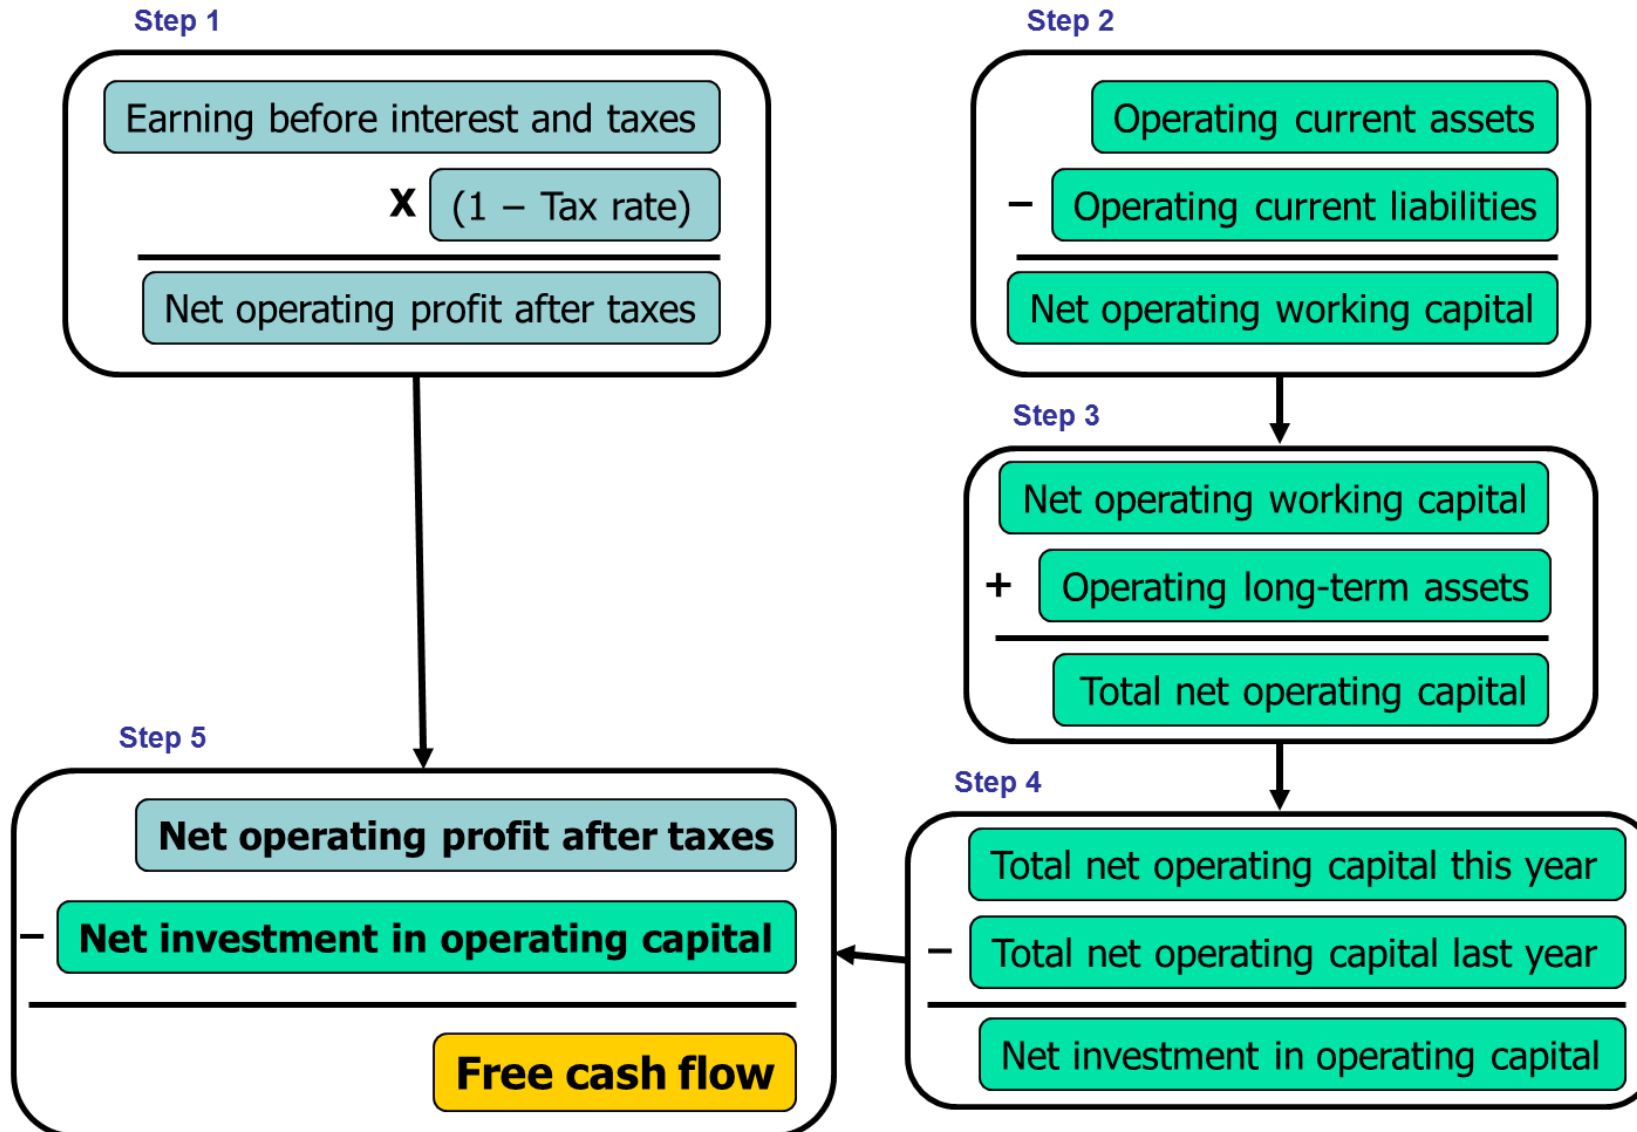 Step 1
Earning before interest and taxes
X (1 – Tax rate)
Net operating profit after taxes
Step 2
Operating current assets
– Operating current liabilities
Net operating working capital
Step 3
Net operating working capital
+ Operating long-term assets
Total net operating capital
Step 4
Total net operating capital this year
– Total net operating capital last year
Net investment in operating capital
Step 5
Net operating profit after taxes
– Net investment in operating capital
Free cash flow